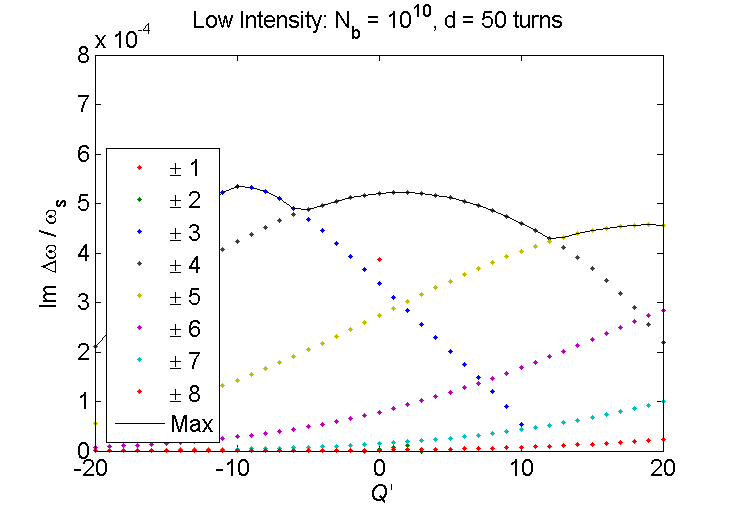 Low Intensity: N_b = 10^10, d = 50 turns
x 10^-4
8
7
6
5
4
3
2
1
0
Im Δω / ω_s
± 1
± 2
± 3
± 4
± 5
± 6
± 7
± 8
Max
-20 -10 0 10 20
Q'